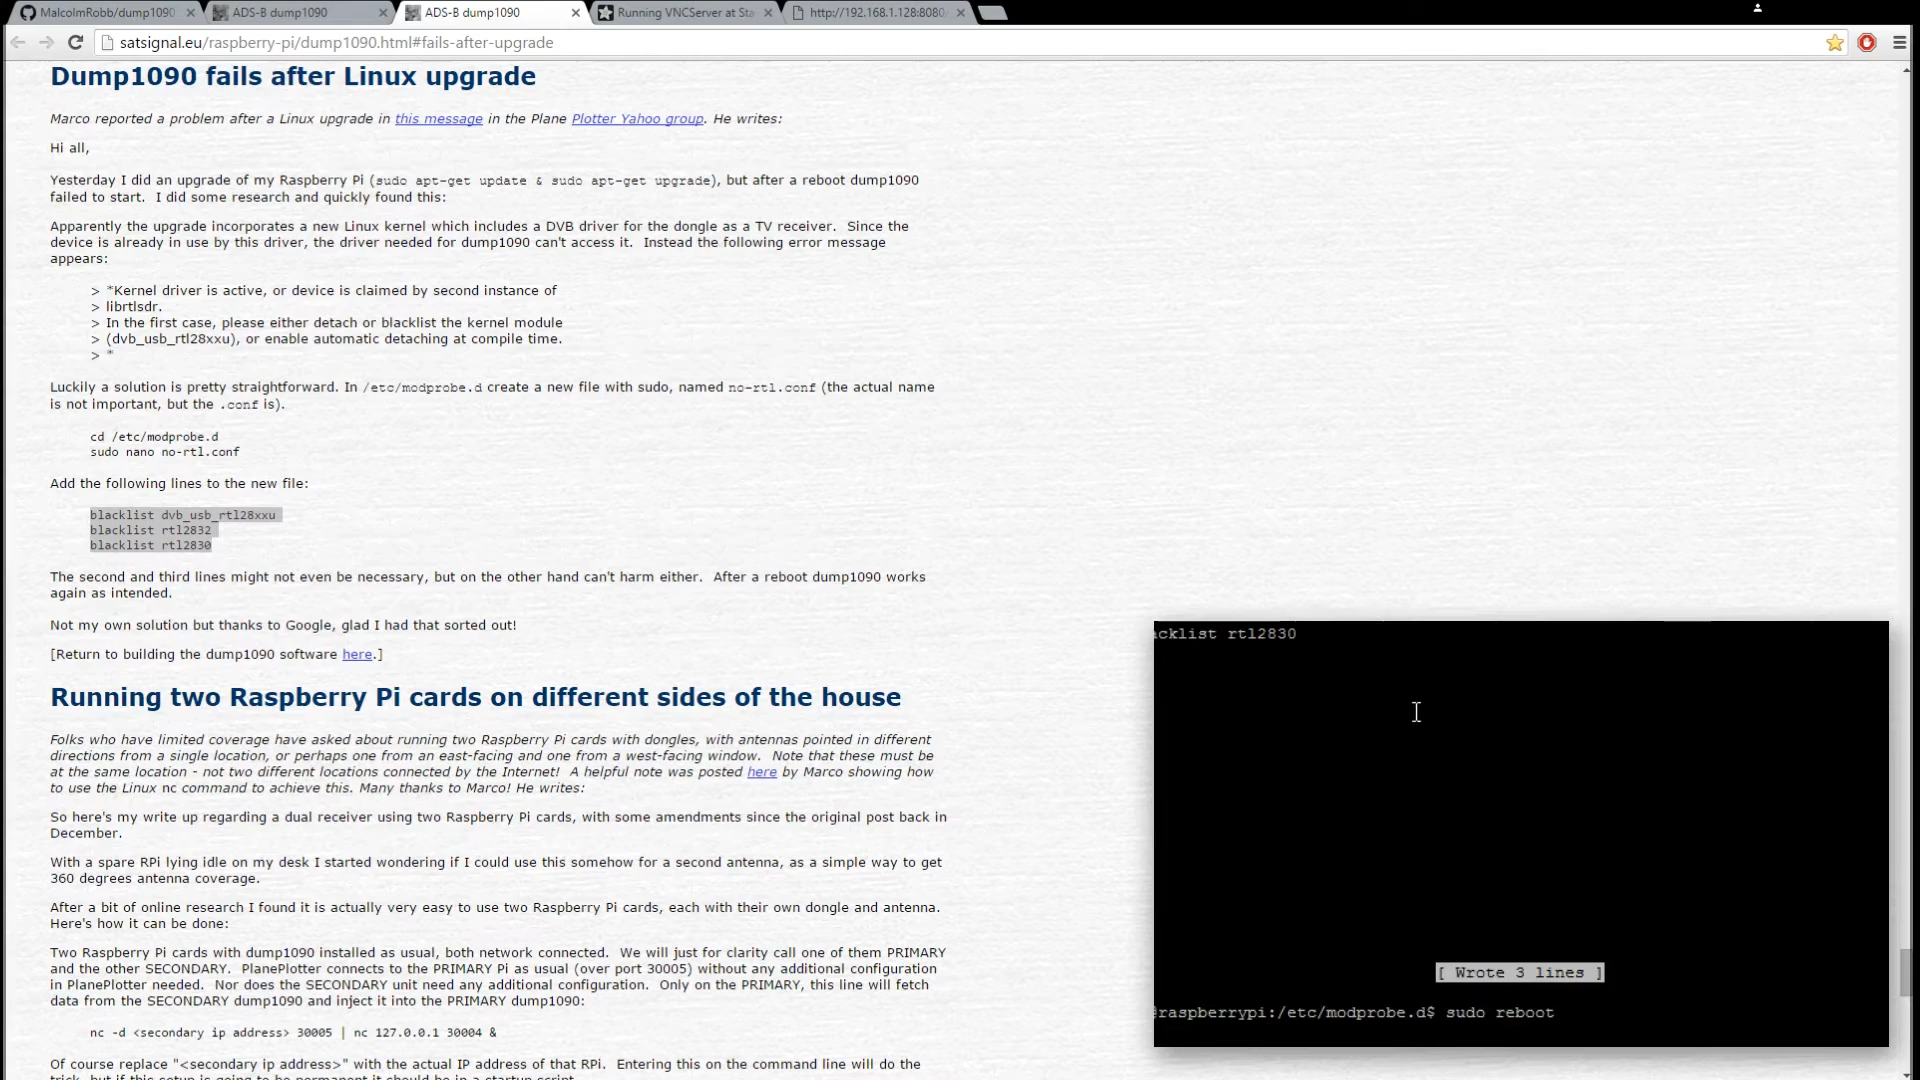 MalcolmRobb/dump1090
ADS-B dump1090
ADS-B dump1090
Running VNCServer at Sta
http://192.168.1.128:8080/
satsignal.eu/raspberry-pi/dump1090.html#fails-after-upgrade
Dump1090 fails after Linux upgrade
Marco reported a problem after a Linux upgrade in this message in the Plane Plotter Yahoo group. He writes:
Hi all,
Yesterday I did an upgrade of my Raspberry Pi (sudo apt-get update & sudo apt-get upgrade), but after a reboot dump1090
failed to start. I did some research and quickly found this:
Apparently the upgrade incorporates a new Linux kernel which includes a DVB driver for the dongle as a TV receiver. Since the
device is already in use by this driver, the driver needed for dump1090 can't access it. Instead the following error message
appears:
> *Kernel driver is active, or device is claimed by second instance of
> librtlsdr.
> In the first case, please either detach or blacklist the kernel module
> (dvb_usb_rtl28xxu), or enable automatic detaching at compile time.
> *
Luckily a solution is pretty straightforward. In /etc/modprobe.d create a new file with sudo, named no-rtl.conf (the actual name
is not important, but the .conf is).
cd /etc/modprobe.d
sudo nano no-rtl.conf
Add the following lines to the new file:
blacklist dvb_usb_rtl28xxu
blacklist rtl2832
blacklist rtl2830
The second and third lines might not even be necessary, but on the other hand can't harm either. After a reboot dump1090 works
again as intended.
Not my own solution but thanks to Google, glad I had that sorted out!
[Return to building the dump1090 software here.]
Running two Raspberry Pi cards on different sides of the house
Folks who have limited coverage have asked about running two Raspberry Pi cards with dongles, with antennas pointed in different
directions from a single location, or perhaps one from an east-facing and one from a west-facing window. Note that these must be
at the same location - not two different locations connected by the Internet! A helpful note was posted here by Marco showing how
to use the Linux nc command to achieve this. Many thanks to Marco! He writes:
So here's my write up regarding a dual receiver using two Raspberry Pi cards, with some amendments since the original post back in
December.
With a spare RPi lying idle on my desk I started wondering if I could use this somehow for a second antenna, as a simple way to get
360 degrees antenna coverage.
After a bit of online research I found it is actually very easy to use two Raspberry Pi cards, each with their own dongle and antenna.
Here's how it can be done:
Two Raspberry Pi cards with dump1090 installed as usual, both network connected. We will just for clarity call one of them PRIMARY
and the other SECONDARY. PlanePlotter connects to the PRIMARY Pi as usual (over port 30005) without any additional configuration
in PlanePlotter needed. Nor does the SECONDARY unit need any additional configuration. Only on the PRIMARY, this line will fetch
data from the SECONDARY dump1090 and inject it into the PRIMARY dump1090:
nc -d <secondary ip address> 30005 | nc 127.0.0.1 30004 &
Of course replace "<secondary ip address>" with the actual IP address of that RPi. Entering this on the command line will do the
trick, but if this setup is going to be permanent it should be in a startup script.
acklist rtl2830
[ Wrote 3 lines ]
@raspberrypi:/etc/modprobe.d$ sudo reboot